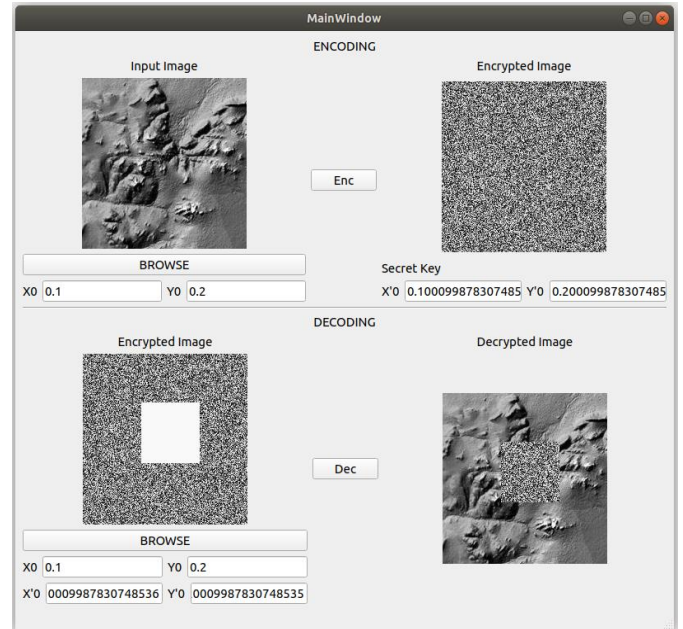 MainWindow
ENCODING
Input Image Encrypted Image
Enc
BROWSE
Secret Key
X0 0.1 Y0 0.2 X'0 0.100099878307485 Y'0 0.200099878307485
DECODING
Encrypted Image Decrypted Image
Dec
BROWSE
X0 0.1 Y0 0.2
X'0 0009987830748536 Y'0 0009987830748535